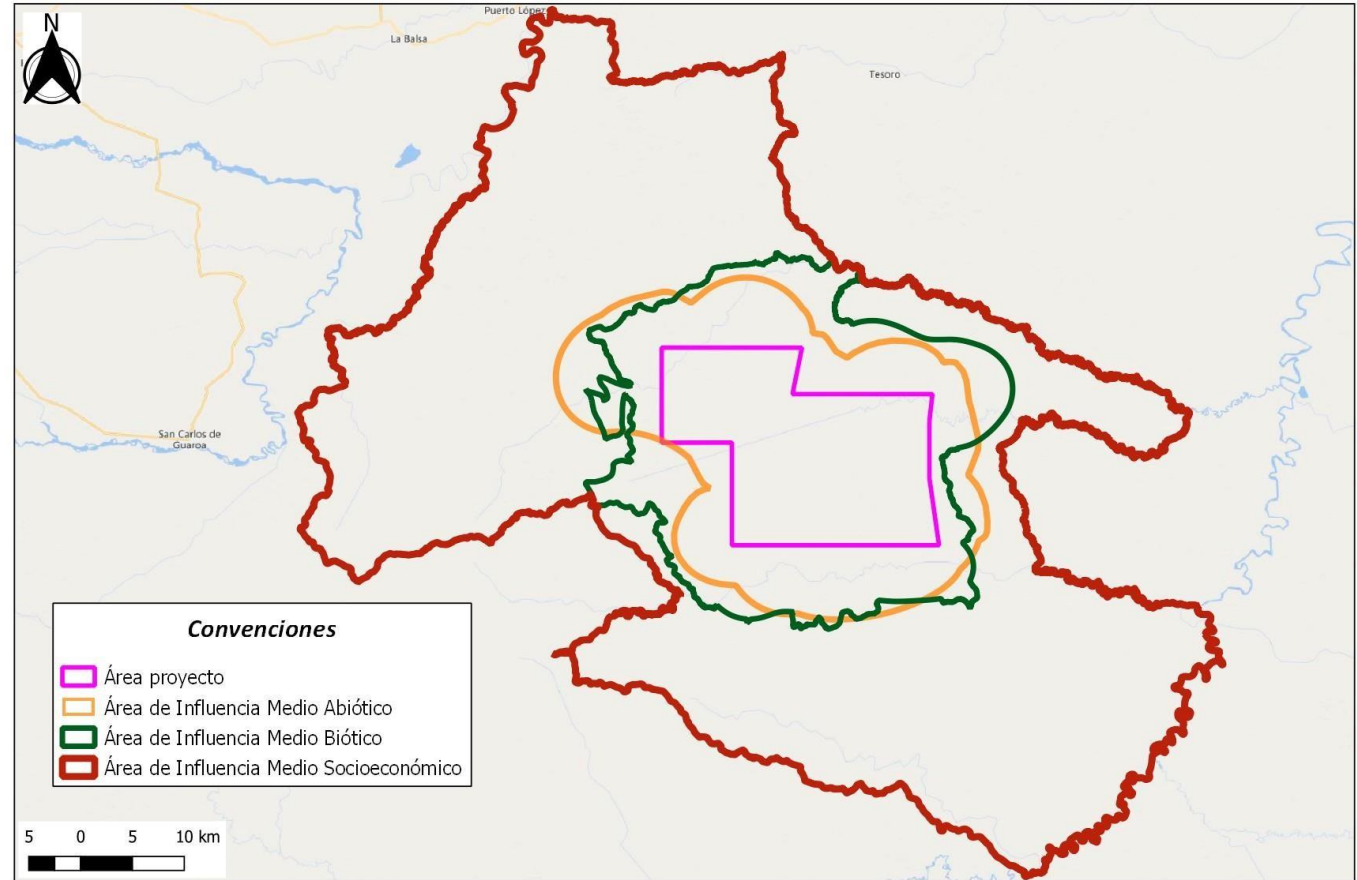 Puerto López
N
La Balsa
Tesoro
San Carlos de
Guaroa
Convenciones
Área proyecto
Área de Influencia Medio Abiótico
Área de Influencia Medio Biótico
Área de Influencia Medio Socioeconómico
5 0 5 10 km